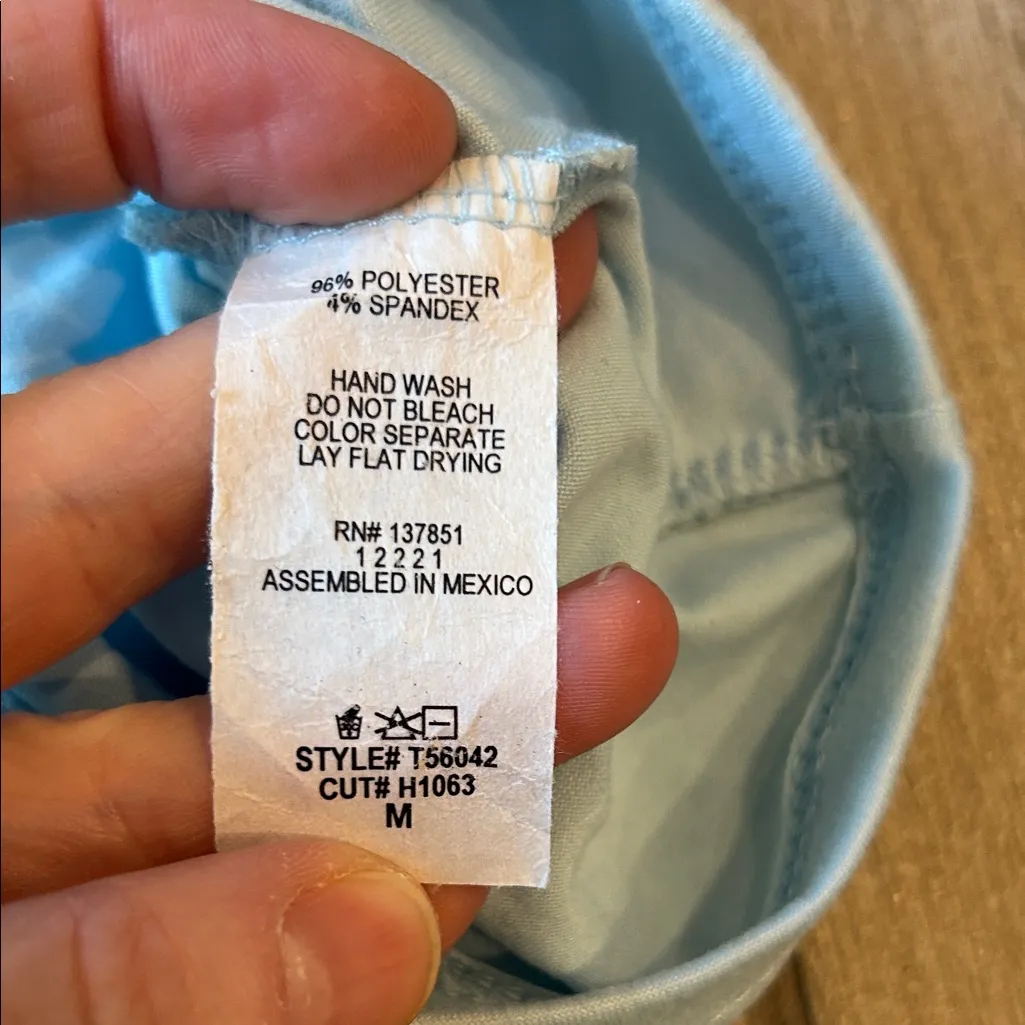 96% POLYESTER
4% SPANDEX
HAND WASH
DO NOT BLEACH
COLOR SEPARATE
LAY FLAT DRYING
RN# 137851
1 2 2 2 1
ASSEMBLED IN MEXICO
STYLE# T56042
CUT# H1063
M